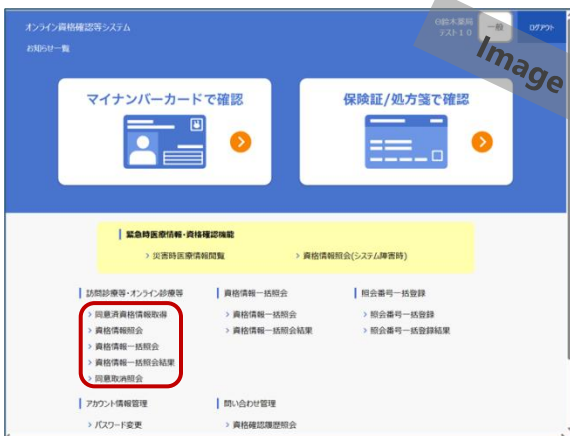 オンライン資格確認等システム
鈴木薬局
テスト10
一般
ログアウト
お知らせ一覧
Image
マイナンバーカードで確認
保険証/処方箋で確認
緊急時医療情報・資格確認機能
> 災害時医療情報閲覧
> 資格情報照会(システム障害時)
訪問診療等・オンライン診療等
資格情報一括照会
照会番号一括登録
> 同意済資格情報取得
> 資格情報一括照会
> 照会番号一括登録
> 資格情報照会
> 資格情報一括照会結果
> 照会番号一括登録結果
> 資格情報一括照会
> 資格情報一括照会結果
> 同意取消照会
アカウント情報管理
問い合わせ管理
> パスワード変更
> 資格確認履歴照会